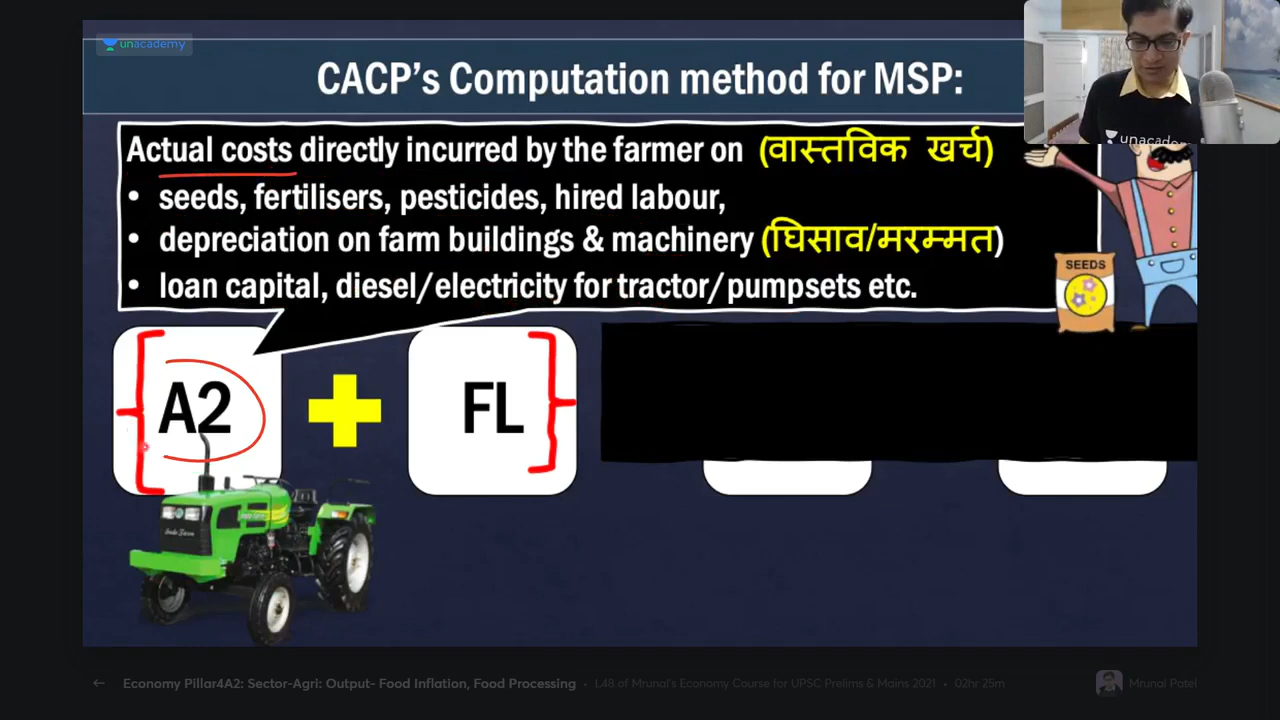 unacademy
CACP's Computation method for MSP:
unacademy
Actual costs directly incurred by the farmer on (वास्तविक खर्च)
• seeds, fertilisers, pesticides, hired labour,
• depreciation on farm buildings & machinery (घिसाव/मरम्मत)
• loan capital, diesel/electricity for tractor/pumpsets etc.
SEEDS
{ A2 + FL }
← Economy Pillar4A2: Sector-Agri: Output- Food Inflation, Food Processing • L48 of Mrunal's Economy Course for UPSC Prelims & Mains 2021 • 02hr 25m Mrunal Patel